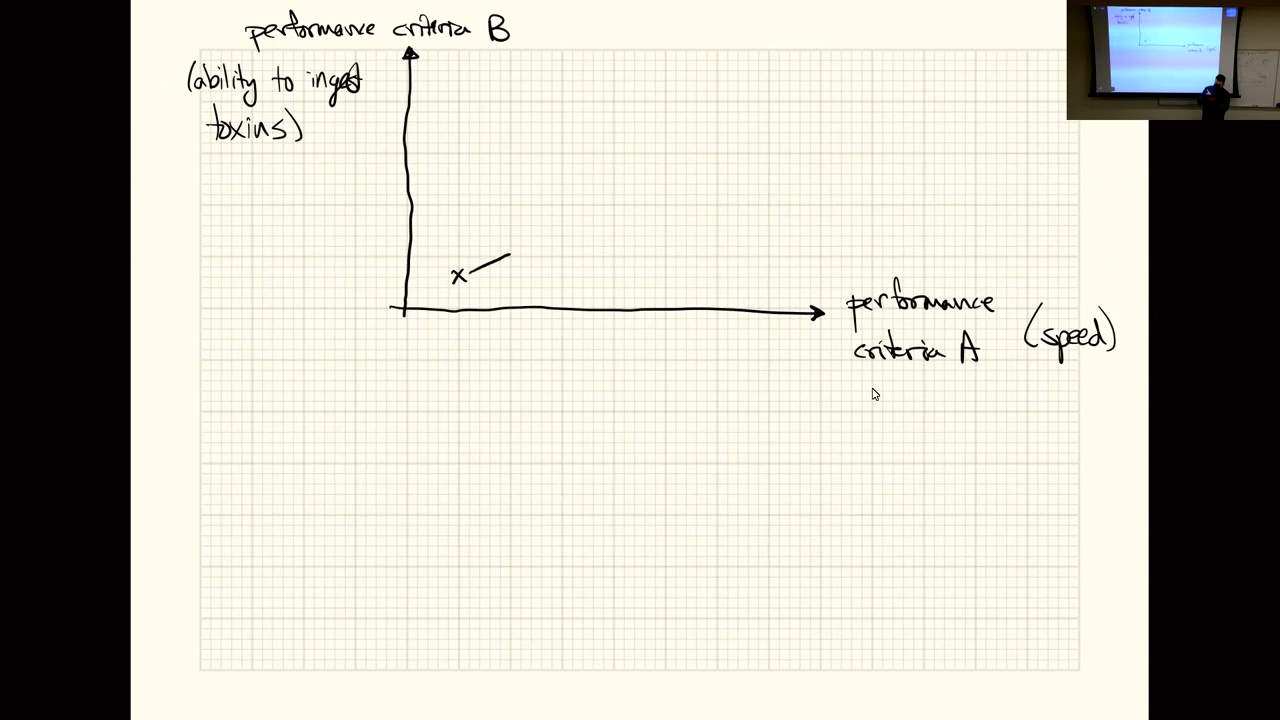 performance criteria B
(ability to ingest
toxins)
x
performance
criteria A
(speed)